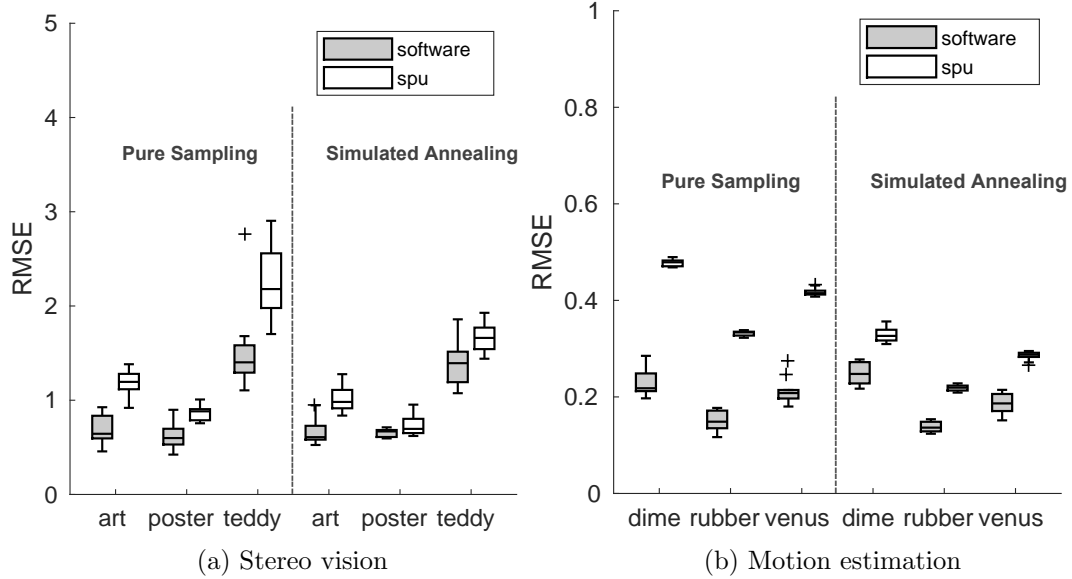 5
4
3
2
1
0
RMSE
software
spu
Pure Sampling
Simulated Annealing
art poster teddy art poster teddy
(a) Stereo vision
1
0.8
0.6
0.4
0.2
0
RMSE
software
spu
Pure Sampling
Simulated Annealing
dime rubber venus dime rubber venus
(b) Motion estimation